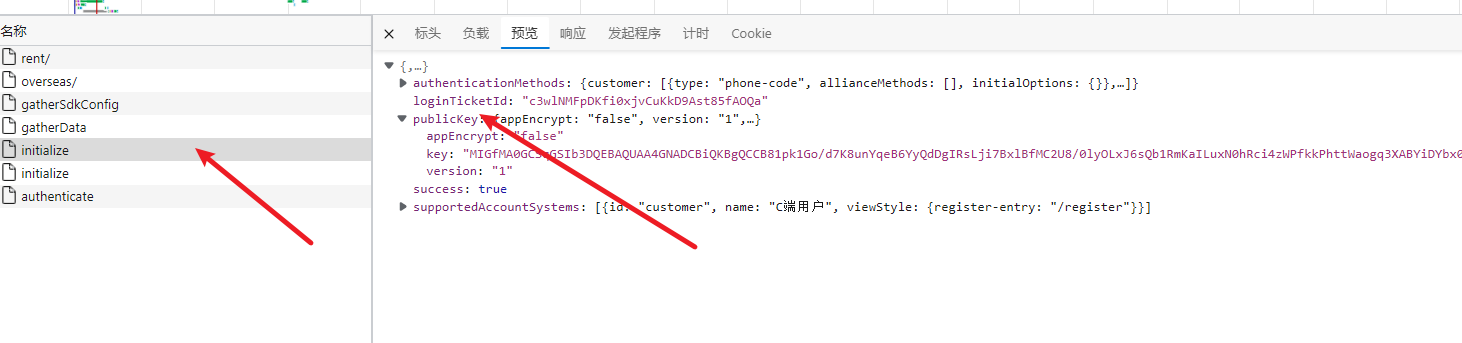 名称
rent/
overseas/
gatherSdkConfig
gatherData
initialize
initialize
authenticate
标头 负载 预览 响应 发起程序 计时 Cookie
{,…}
authenticationMethods: {customer: [{type: "phone-code", allianceMethods: [], initialOptions: {}},…]}
loginTicketId: "c3wlNMFpDKfi0xjvCuKkD9Ast85fAOQa"
publicKey: {appEncrypt: "false", version: "1",…}
appEncrypt: "false"
key: "MIGfMA0GCSqGSIb3DQEBAQUAA4GNADCBiQKBgQCCB81pk1Go/d7K8unYqeB6YyQdDgIRsLji7BxlBfMC2U8/0lyOLxJ6sQb1RmKaILuxN0hRci4zWPfkkPhttWaogq3XABYiDYbx0
version: "1"
success: true
supportedAccountSystems: [{id: "customer", name: "C端用户", viewStyle: {register-entry: "/register"}}]